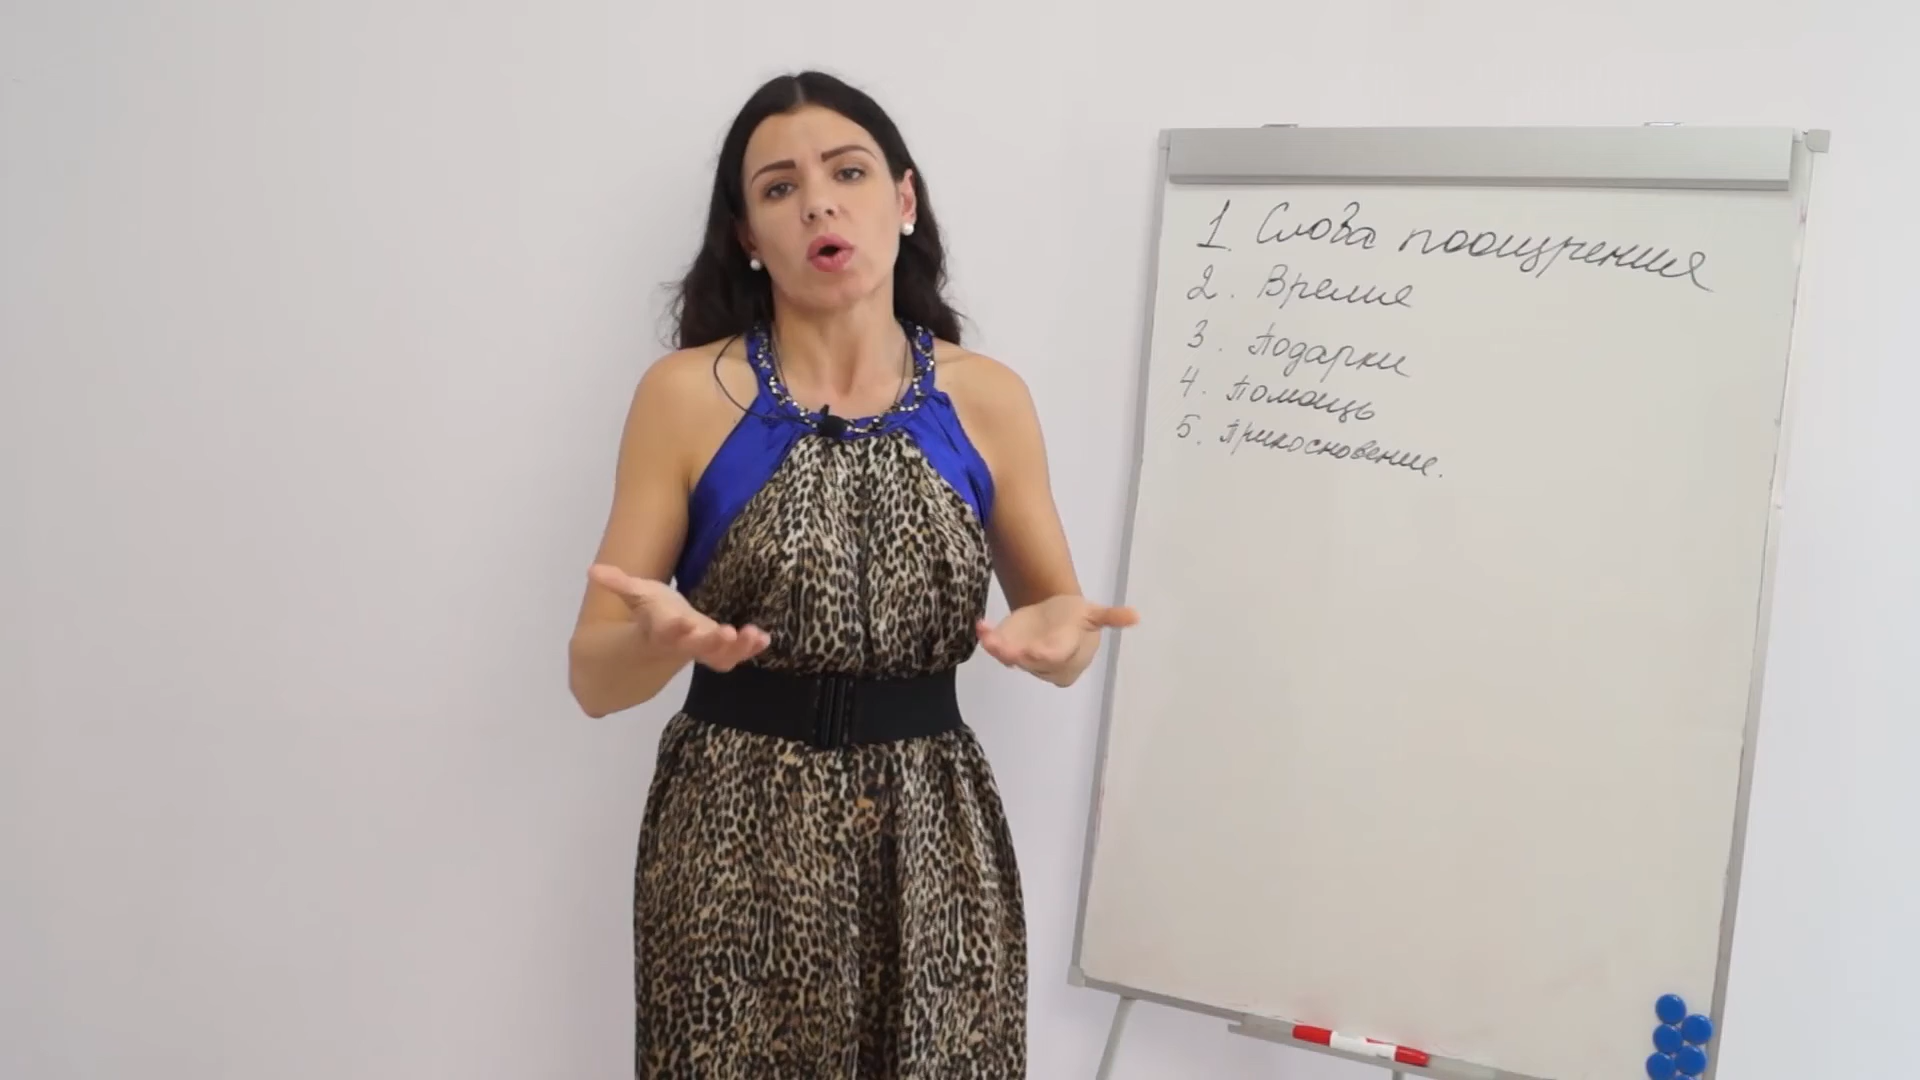 1. Слова поощрения
2. Время
3. Подарки
4. Помощь
5. Прикосновение.